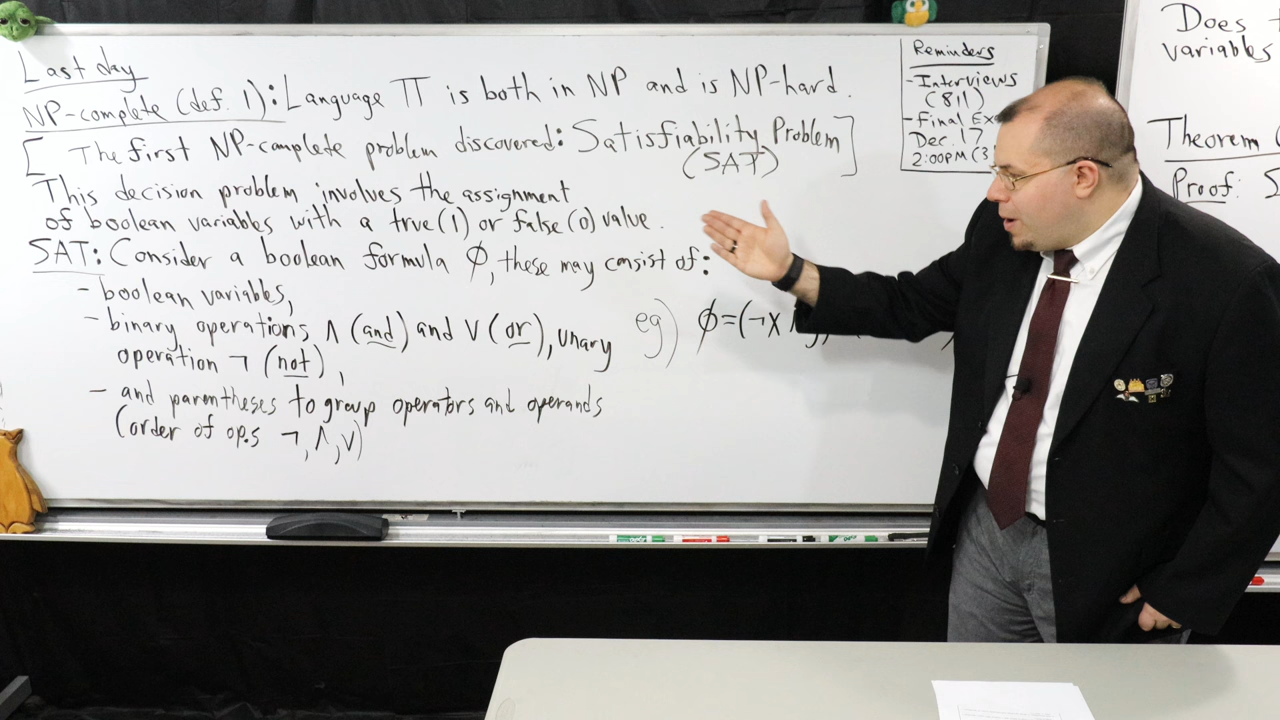 Last day
NP-complete (def. 1): Language Π is both in NP and is NP-hard.
[ The first NP-complete problem discovered: Satisfiability Problem ]
(SAT)
This decision problem involves the assignment
of boolean variables with a true(1) or false(0) value.
SAT: Consider a boolean formula ϕ, these may consist of:
- boolean variables,
- binary operations ∧ (and) and ∨ (or), unary
operation ¬ (not),
- and parentheses to group operators and operands
(order of op.s ¬, ∧, ∨)
eg) ϕ=(¬x ∧
Reminders
- Interviews
(811)
- Final
Dec. 17
2:00PM
Does
variables
Theorem
Proof: